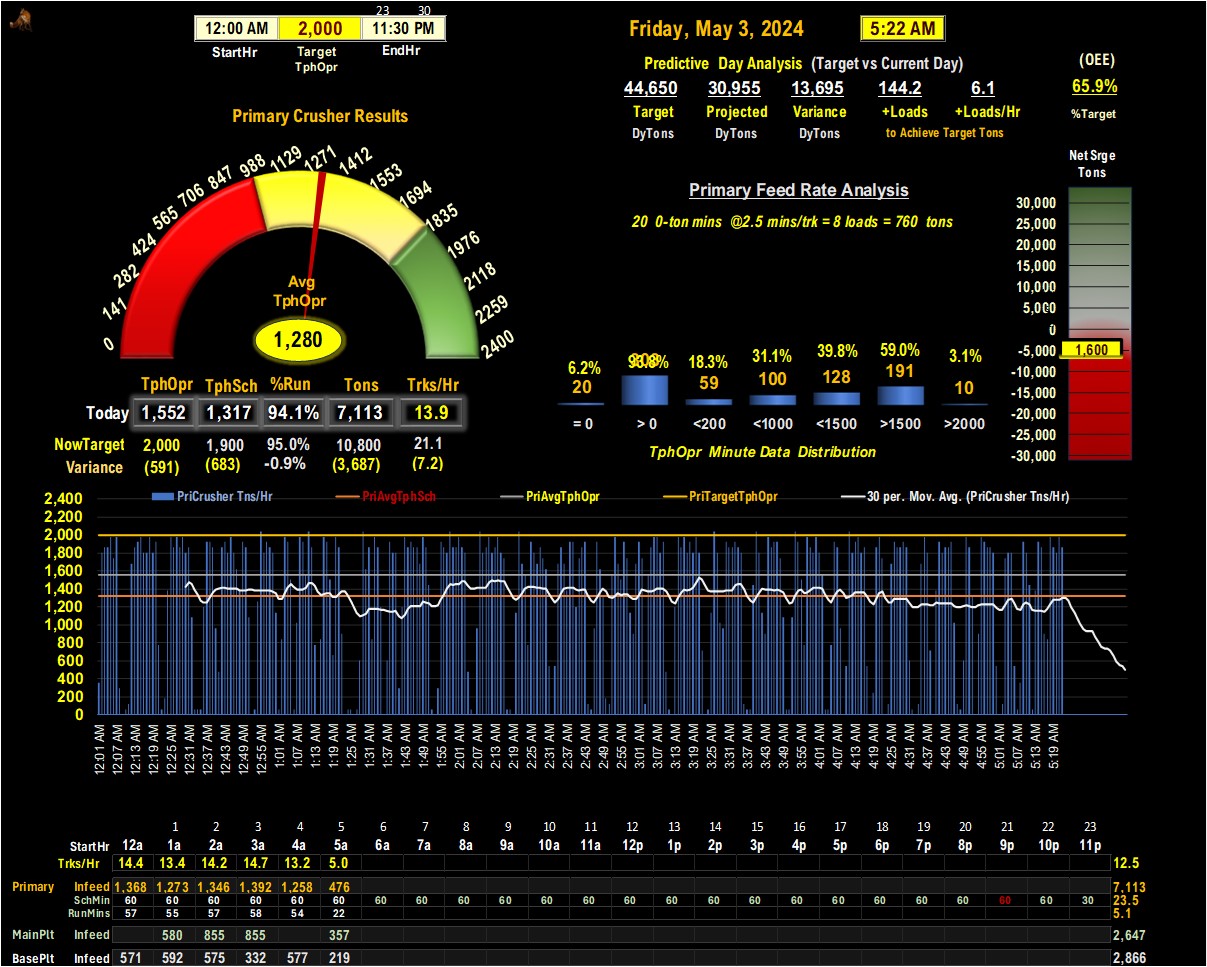 23 30
12:00 AM 2,000 11:30 PM
StartHr Target EndHr
TphOpr
Friday, May 3, 2024 5:22 AM
Predictive Day Analysis (Target vs Current Day)
44,650 30,955 13,695 144.2 6.1
Target Projected Variance +Loads +Loads/Hr
DyTons DyTons DyTons to Achieve Target Tons
(OEE)
65.9%
%Target
Primary Crusher Results
0 141 282 424 565 706 847 988 1129 1271 1412 1553 1694 1835 1976 2118 2259 2400
Avg
TphOpr
1,280
TphOpr TphSch %Run Tons Trks/Hr
Today 1,552 1,317 94.1% 7,113 13.9
NowTarget 2,000 1,900 95.0% 10,800 21.1
Variance (591) (683) -0.9% (3,687) (7.2)
Primary Feed Rate Analysis
20 0-ton mins @2.5 mins/trk = 8 loads = 760 tons
6.2% 18.3% 31.1% 39.8% 59.0% 3.1%
20 59 100 128 191 10
= 0 > 0 <200 <1000 <1500 >1500 >2000
TphOpr Minute Data Distribution
Net Srge
Tons
30,000
25,000
20,000
15,000
10,000
5,000
0
-5,000
1,600
-10,000
-15,000
-20,000
-25,000
-30,000
PriCrusher Tns/Hr PriAvgTphSch PriAvgTphOpr PriTargetTphOpr 30 per. Mov. Avg. (PriCrusher Tns/Hr)
2,400
2,200
2,000
1,800
1,600
1,400
1,200
1,000
800
600
400
200
0
12:01 AM 12:07 AM 12:13 AM 12:19 AM 12:25 AM 12:31 AM 12:37 AM 12:43 AM 12:49 AM 12:55 AM 1:01 AM 1:07 AM 1:13 AM 1:19 AM 1:25 AM 1:31 AM 1:37 AM 1:43 AM 1:49 AM 1:55 AM 2:01 AM 2:07 AM 2:13 AM 2:19 AM 2:25 AM 2:31 AM 2:37 AM 2:43 AM 2:49 AM 2:55 AM 3:01 AM 3:07 AM 3:13 AM 3:19 AM 3:25 AM 3:31 AM 3:37 AM 3:43 AM 3:49 AM 3:55 AM 4:01 AM 4:07 AM 4:13 AM 4:19 AM 4:25 AM 4:31 AM 4:37 AM 4:43 AM 4:49 AM 4:55 AM 5:01 AM 5:07 AM 5:13 AM 5:19 AM
1 2 3 4 5 6 7 8 9 10 11 12 13 14 15 16 17 18 19 20 21 22 23
StartHr 12a 1a 2a 3a 4a 5a 6a 7a 8a 9a 10a 11a 12p 1p 2p 3p 4p 5p 6p 7p 8p 9p 10p 11p
Trks/Hr 14.4 13.4 14.2 14.7 13.2 5.0 12.5
Primary Infeed 1,368 1,273 1,346 1,392 1,258 476 7,113
SchMin 60 60 60 60 60 60 60 60 60 60 60 60 60 60 60 60 60 60 60 60 60 60 60 30 23.5
RunMins 57 55 57 58 54 22 5.1
MainPlt Infeed 580 855 855 357 2,647
BasePlt Infeed 571 592 575 332 577 219 2,866